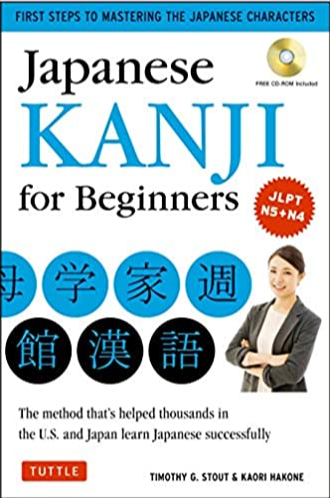 FIRST STEPS TO MASTERING THE JAPANESE CHARACTERS
Japanese
KANJI
for Beginners
FREE CD-ROM Included
JLPT
N5+N4
母 学 家 週
館 漢 語
The method that's helped thousands in
the U.S. and Japan learn Japanese successfully
TUTTLE
TIMOTHY G. STOUT & KAORI HAKONE